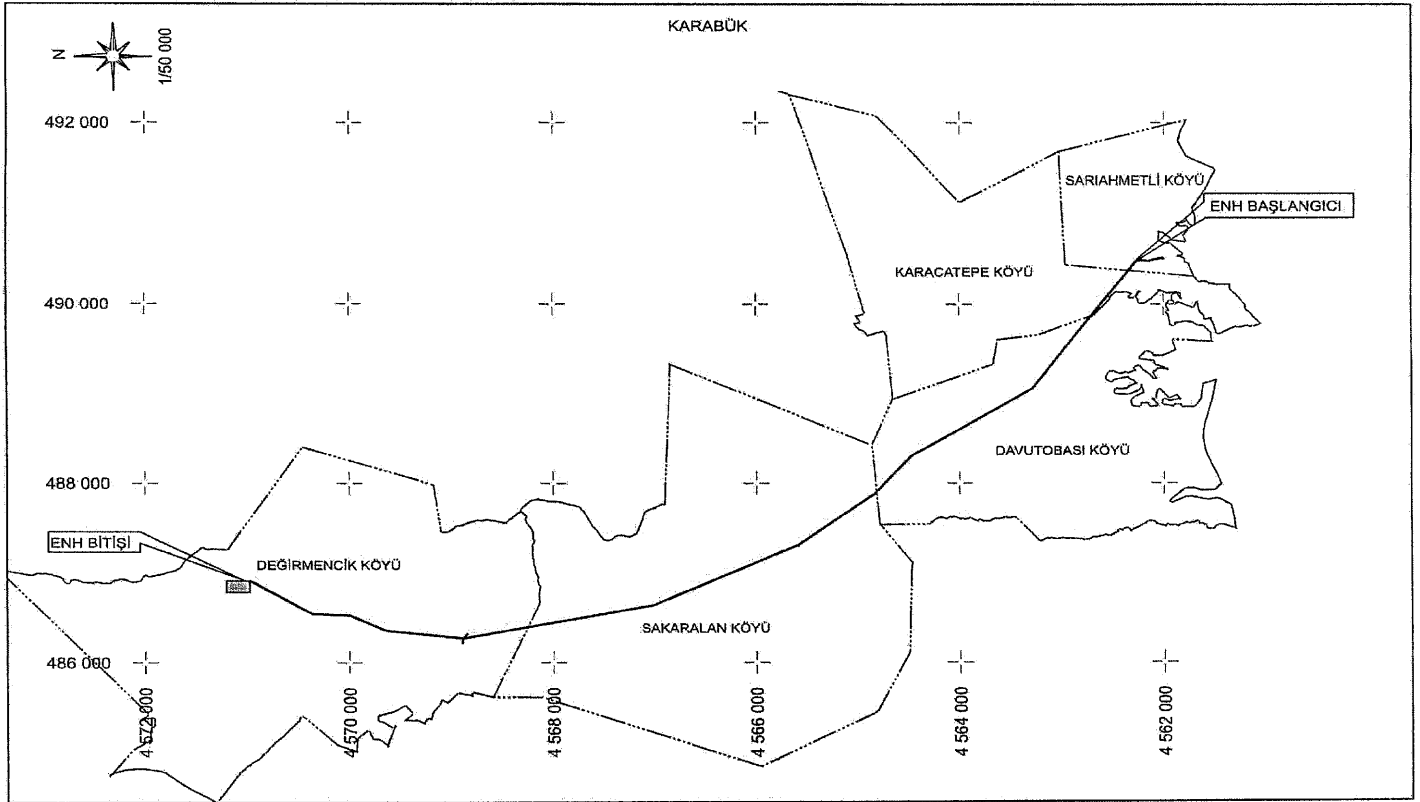 KARABÜK
N
1/50 000
492 000
SARIAHMETLİ KÖYÜ
ENH BAŞLANGICI
KARACATEPE KÖYÜ
490 000
DAVUTOBASI KÖYÜ
488 000
ENH BİTİŞİ
DEĞİRMENCİK KÖYÜ
SAKARALAN KÖYÜ
486 000
4 572 000
4 570 000
4 568 000
4 566 000
4 564 000
4 562 000